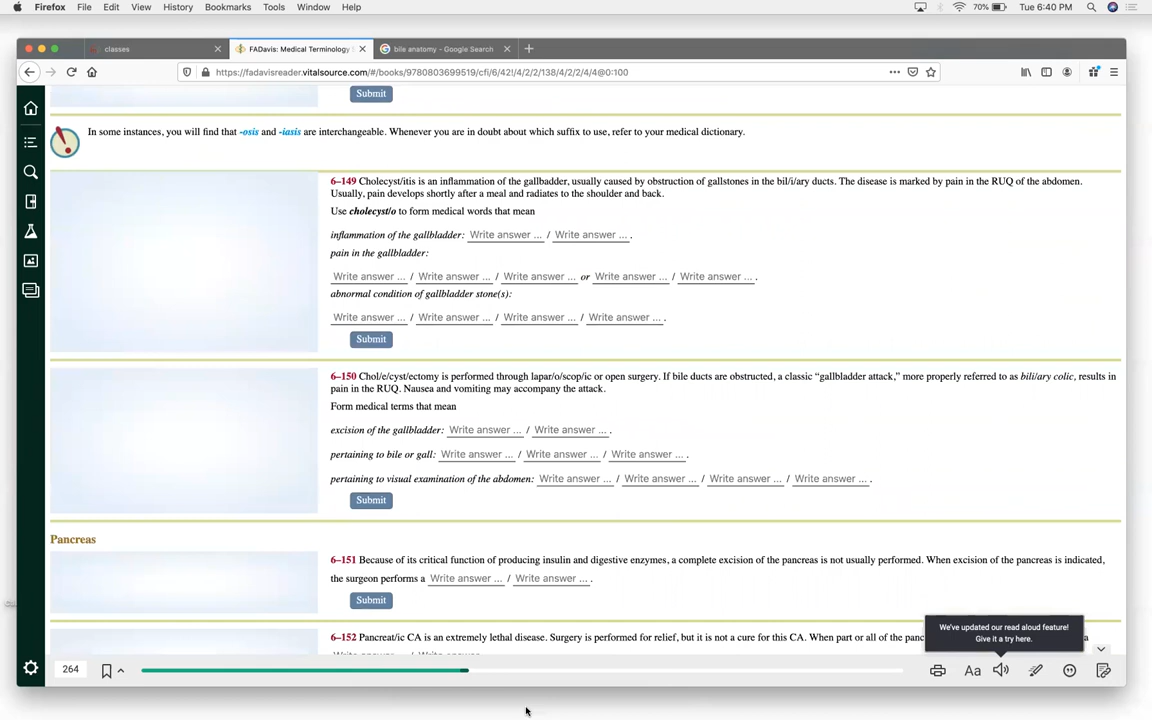 Firefox File Edit View History Bookmarks Tools Window Help 70% Tue 6:40 PM
classes FADavis: Medical Terminology bile anatomy - Google Search
https://fadavisreader.vitalsource.com/#/books/9780803699519/cfi/6/42!/4/2/2/138/4/2/2/4/4@0:100
Submit
In some instances, you will find that -osis and -iasis are interchangeable. Whenever you are in doubt about which suffix to use, refer to your medical dictionary.
6–149 Cholecyst/itis is an inflammation of the gallbadder, usually caused by obstruction of gallstones in the bil/i/ary ducts. The disease is marked by pain in the RUQ of the abdomen.
Usually, pain develops shortly after a meal and radiates to the shoulder and back.
Use cholecyst/o to form medical words that mean
inflammation of the gallbladder: Write answer ... / Write answer ... .
pain in the gallbladder:
Write answer ... / Write answer ... / Write answer ... or Write answer ... / Write answer ... .
abnormal condition of gallbladder stone(s):
Write answer ... / Write answer ... / Write answer ... / Write answer ... .
Submit
6–150 Chol/e/cyst/ectomy is performed through lapar/o/scop/ic or open surgery. If bile ducts are obstructed, a classic “gallbladder attack,” more properly referred to as bili/ary colic, results in
pain in the RUQ. Nausea and vomiting may accompany the attack.
Form medical terms that mean
excision of the gallbladder: Write answer ... / Write answer ... .
pertaining to bile or gall: Write answer ... / Write answer ... / Write answer ... .
pertaining to visual examination of the abdomen: Write answer ... / Write answer ... / Write answer ... / Write answer ... .
Submit
Pancreas
6–151 Because of its critical function of producing insulin and digestive enzymes, a complete excision of the pancreas is not usually performed. When excision of the pancreas is indicated,
the surgeon performs a Write answer ... / Write answer ... .
Submit
We've updated our read aloud feature!
Give it a try here.
6–152 Pancreat/ic CA is an extremely lethal disease. Surgery is performed for relief, but it is not a cure for this CA. When part or all of the panc a
264 Aa